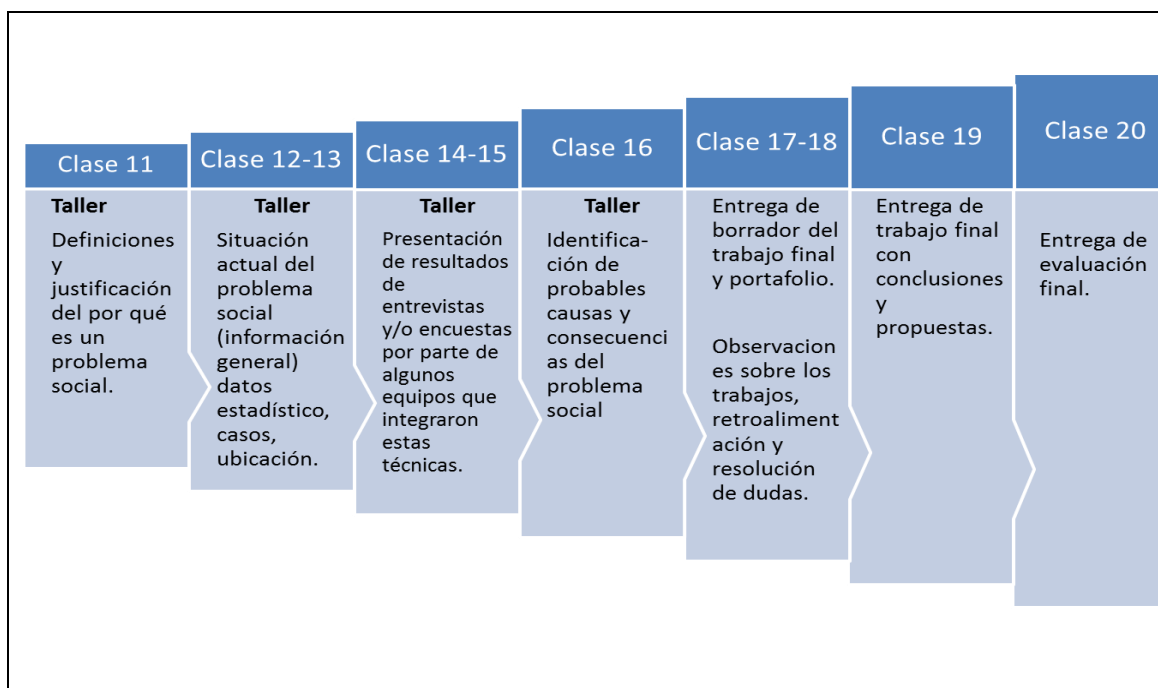 Clase 11
Taller
Definiciones
y
justificación
del por qué
es un
problema
social.
Clase 12-13
Taller
Situación
actual del
problema
social
(información
general)
datos
estadístico,
casos,
ubicación.
Clase 14-15
Taller
Presentación
de resultados
de
entrevistas
y/o encuestas
por parte de
algunos
equipos que
integraron
estas
técnicas.
Clase 16
Taller
Identifica-
ción de
probables
causas y
consecuenci
as del
problema
social
Clase 17-18
Entrega de
borrador del
trabajo final
y portafolio.
Observacion
es sobre los
trabajos,
retroaliment
ación y
resolución
de dudas.
Clase 19
Entrega de
trabajo final
con
conclusiones
y
propuestas.
Clase 20
Entrega de
evaluación
final.